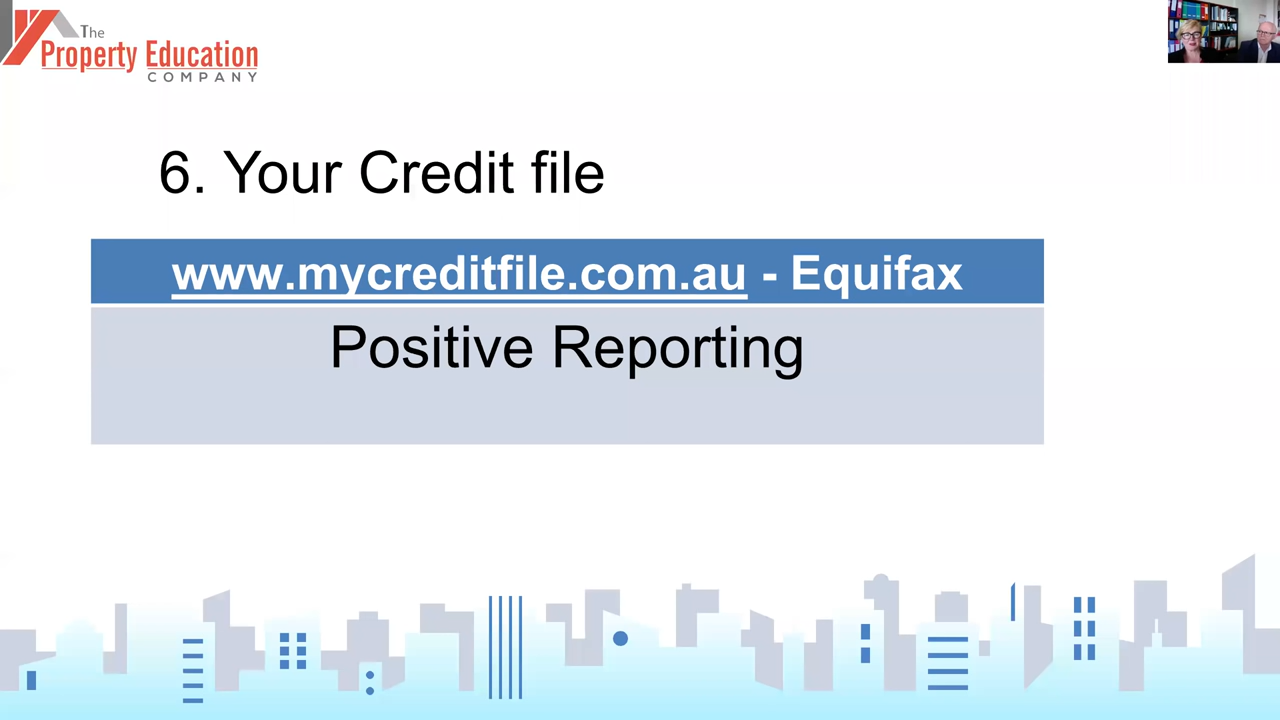 The
Property Education
COMPANY
6. Your Credit file
www.mycreditfile.com.au - Equifax
Positive Reporting